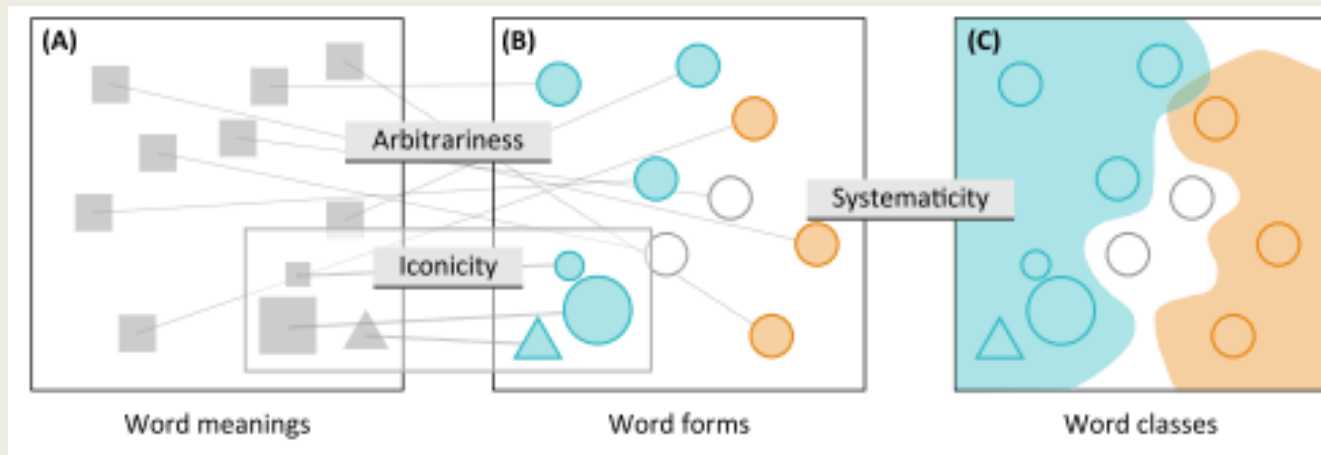 (A)
(B)
(C)
Arbitrariness
Systematicity
Iconicity
Word meanings
Word forms
Word classes